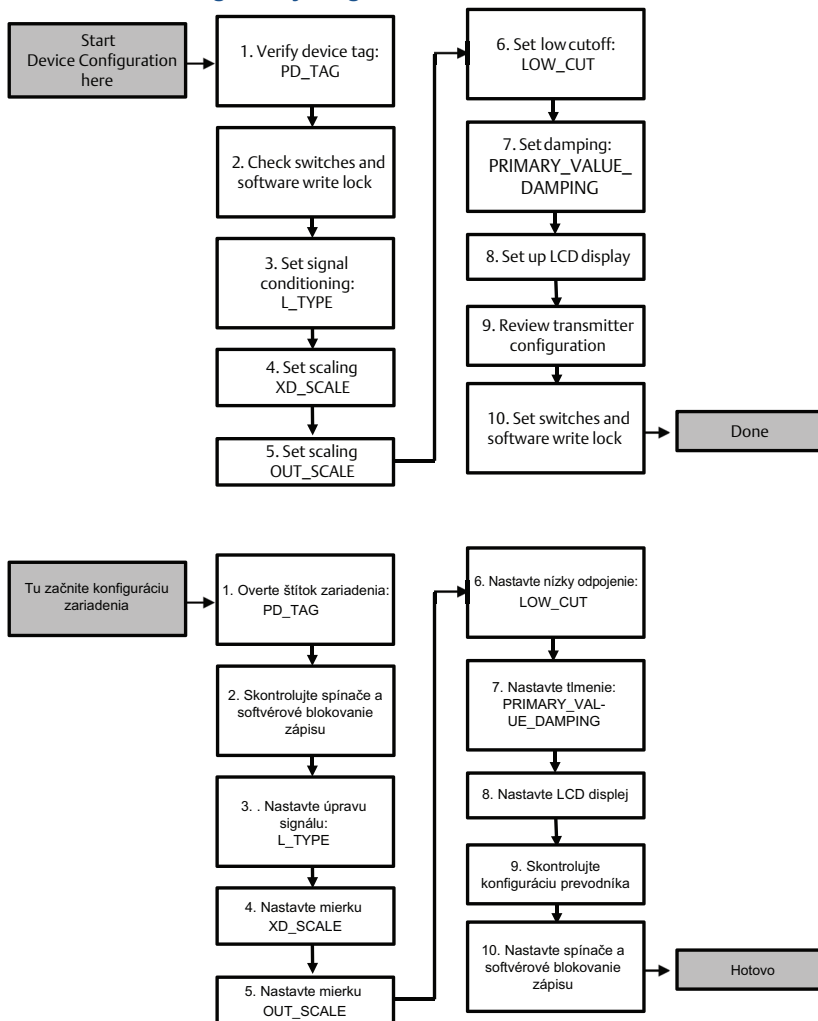 Start
Device Configuration
here
1. Verify device tag:
PD_TAG
2. Check switches and
software write lock
3. Set signal
conditioning:
L_TYPE
4. Set scaling
XD_SCALE
5. Set scaling
OUT_SCALE
6. Set low cutoff:
LOW_CUT
7. Set damping:
PRIMARY_VALUE_
DAMPING
8. Set up LCD display
9. Review transmitter
configuration
10. Set switches and
software write lock
Done
Tu začnite konfiguráciu
zariadenia
1. Overte štítok zariadenia:
PD_TAG
2. Skontrolujte spínače a
softvérové blokovanie
zápisu
3. . Nastavte úpravu
signálu:
L_TYPE
4. Nastavte mierku
XD_SCALE
5. Nastavte mierku
OUT_SCALE
6. Nastavte nízky odpojenie:
LOW_CUT
7. Nastavte tlmenie:
PRIMARY_VAL-
UE_DAMPING
8. Nastavte LCD displej
9. Skontrolujte
konfiguráciu prevodníka
10. Nastavte spínače a
softvérové blokovanie
zápisu
Hotovo